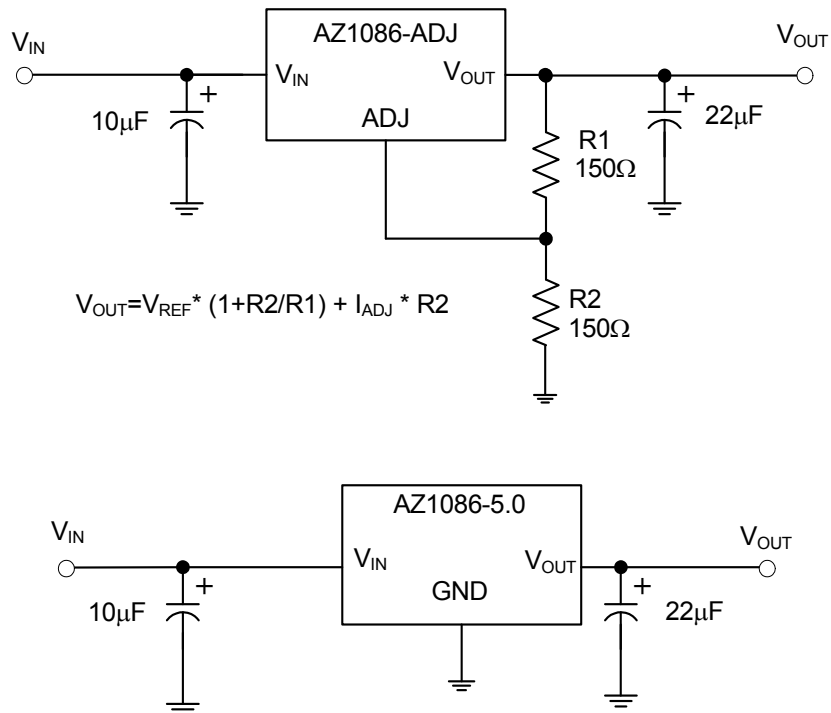 AZ1086-ADJ
V_IN
V_OUT
V_IN
V_OUT
+
+
10μF
ADJ
22μF
R1
150Ω
V_OUT=V_REF* (1+R2/R1) + I_ADJ * R2
R2
150Ω
AZ1086-5.0
V_IN
V_OUT
V_IN
V_OUT
+
+
10μF
GND
22μF